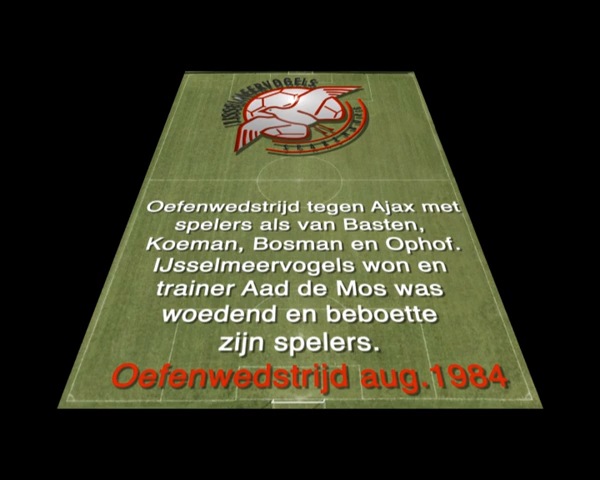 IJSSELMEERVOGELS
Oefenwedstrijd tegen Ajax met
spelers als van Basten,
Koeman, Bosman en Ophof.
IJsselmeervogels won en
trainer Aad de Mos was
woedend en beboette
zijn spelers.
Oefenwedstrijd aug.1984